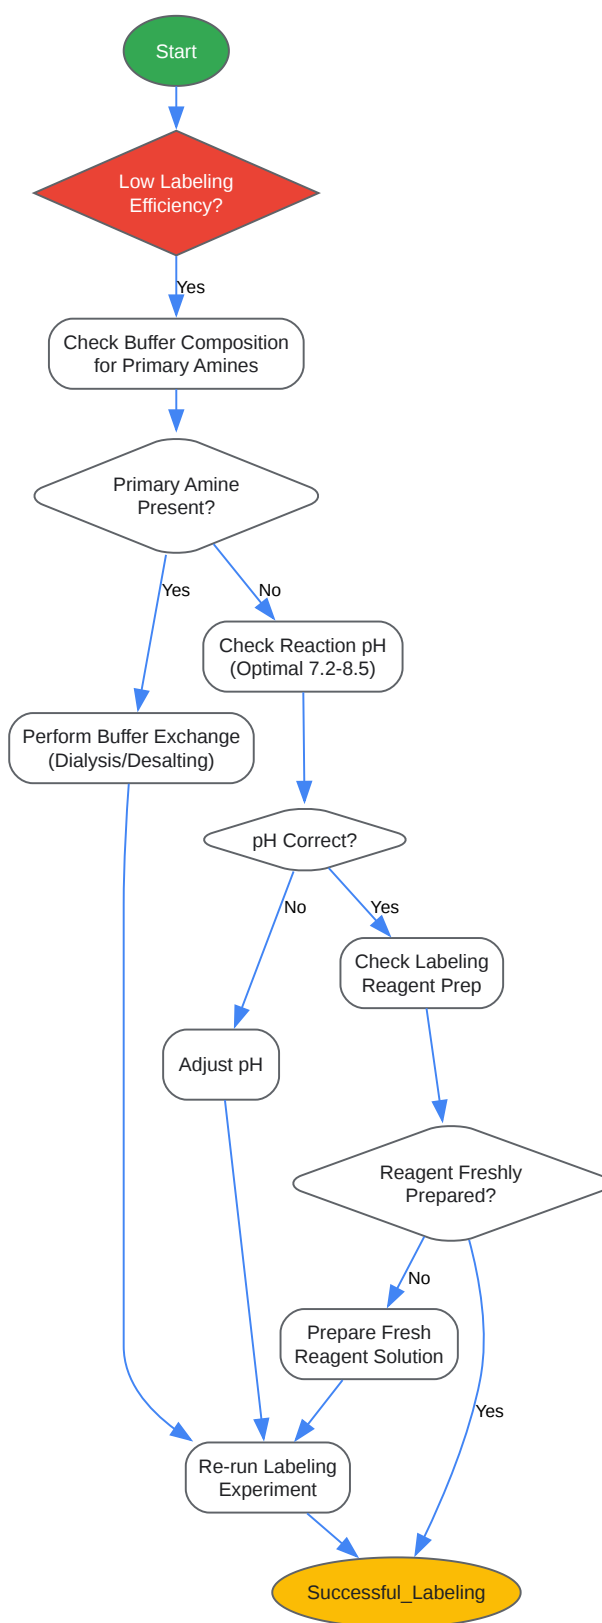 Start
Low Labeling
Efficiency?
Yes
Check Buffer Composition
for Primary Amines
Primary Amine
Present?
Yes
No
Check Reaction pH
(Optimal 7.2-8.5)
Perform Buffer Exchange
(Dialysis/Desalting)
pH Correct?
No
Yes
Check Labeling
Reagent Prep
Adjust pH
Reagent Freshly
Prepared?
No
Prepare Fresh
Reagent Solution
Yes
Re-run Labeling
Experiment
Successful_Labeling